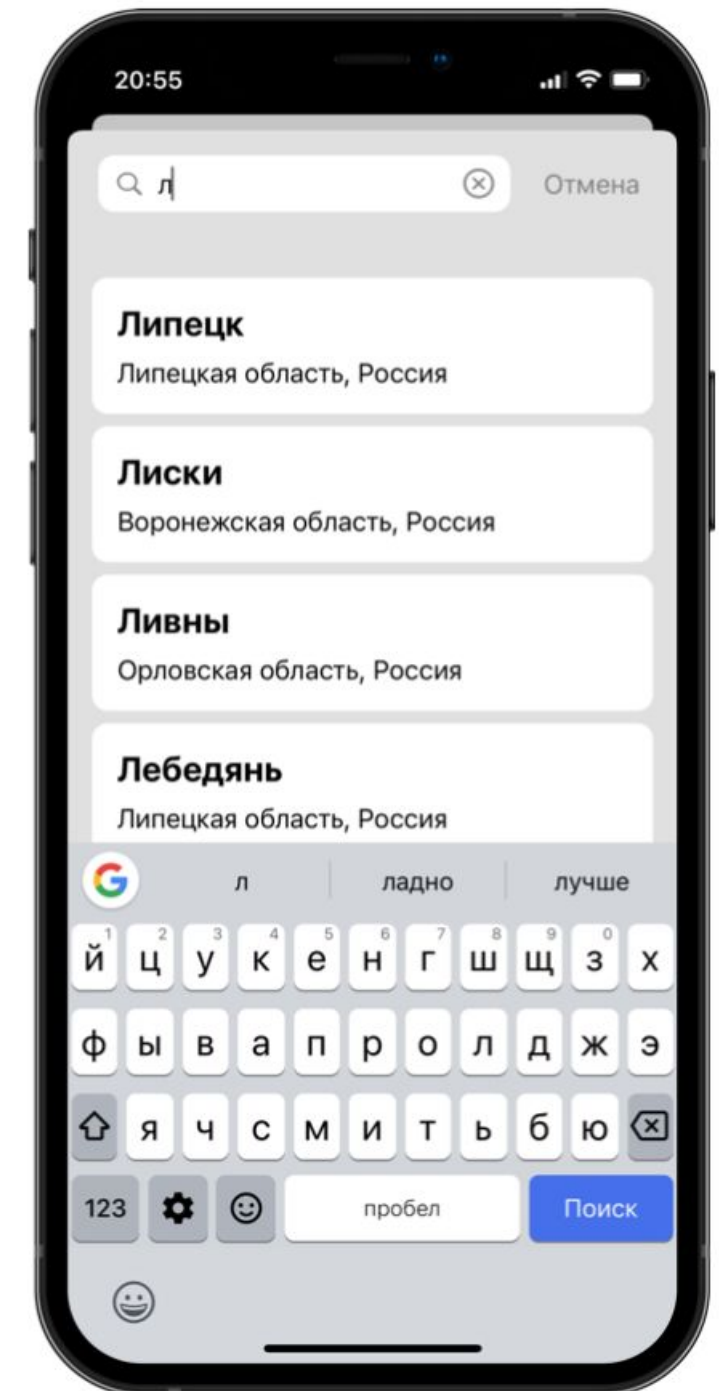 20:55
л Отмена
Липецк
Липецкая область, Россия
Лиски
Воронежская область, Россия
Ливны
Орловская область, Россия
Лебедянь
Липецкая область, Россия
G л ладно лучше
1 2 3 4 5 6 7 8 9 0
й ц у к е н г ш щ з х
ф ы в а п р о л д ж э
я ч с м и т ь б ю
123 пробел Поиск